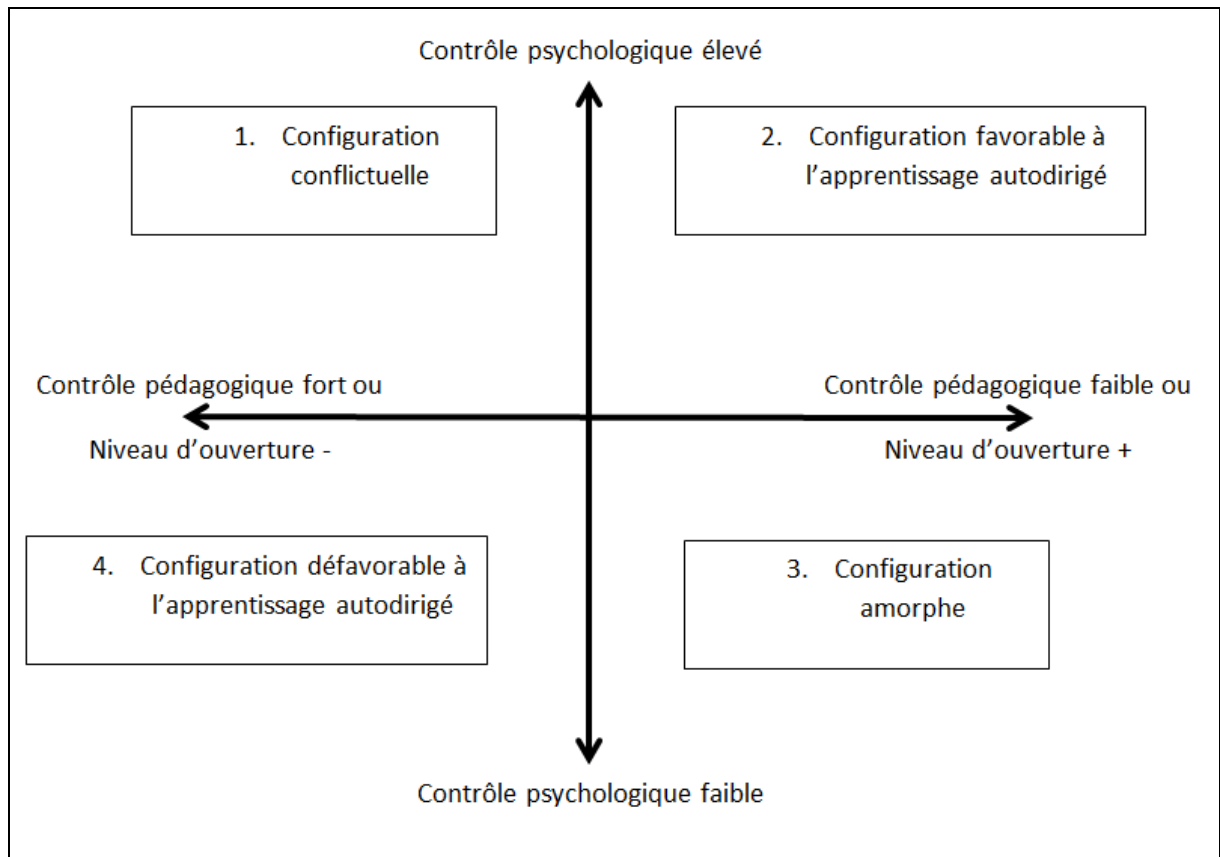 Contrôle psychologique élevé
1. Configuration
conflictuelle
2. Configuration favorable à
l’apprentissage autodirigé
Contrôle pédagogique fort ou
Niveau d’ouverture -
Contrôle pédagogique faible ou
Niveau d’ouverture +
4. Configuration défavorable à
l’apprentissage autodirigé
3. Configuration
amorphe
Contrôle psychologique faible